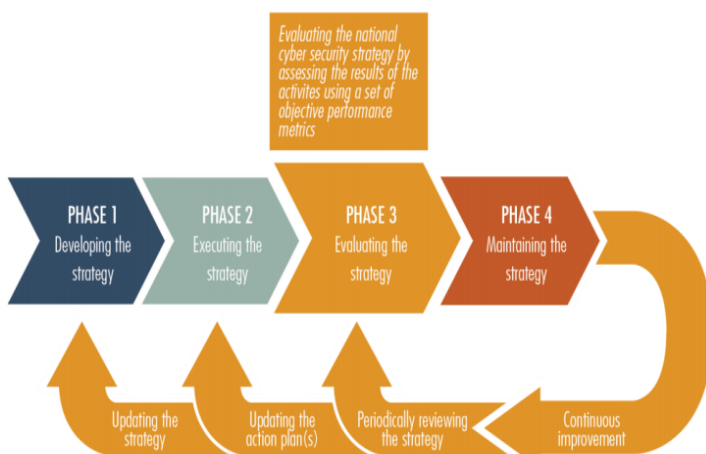 Evaluating the national
cyber security strategy by
assessing the results of the
activites using a set of
objective performance
metrics
PHASE 1
Developing the
strategy
PHASE 2
Executing the
strategy
PHASE 3
Evaluating the
strategy
PHASE 4
Maintaining the
strategy
Updating the
strategy
Updating the
action plan(s)
Periodically reviewing
the strategy
Continuous
improvement